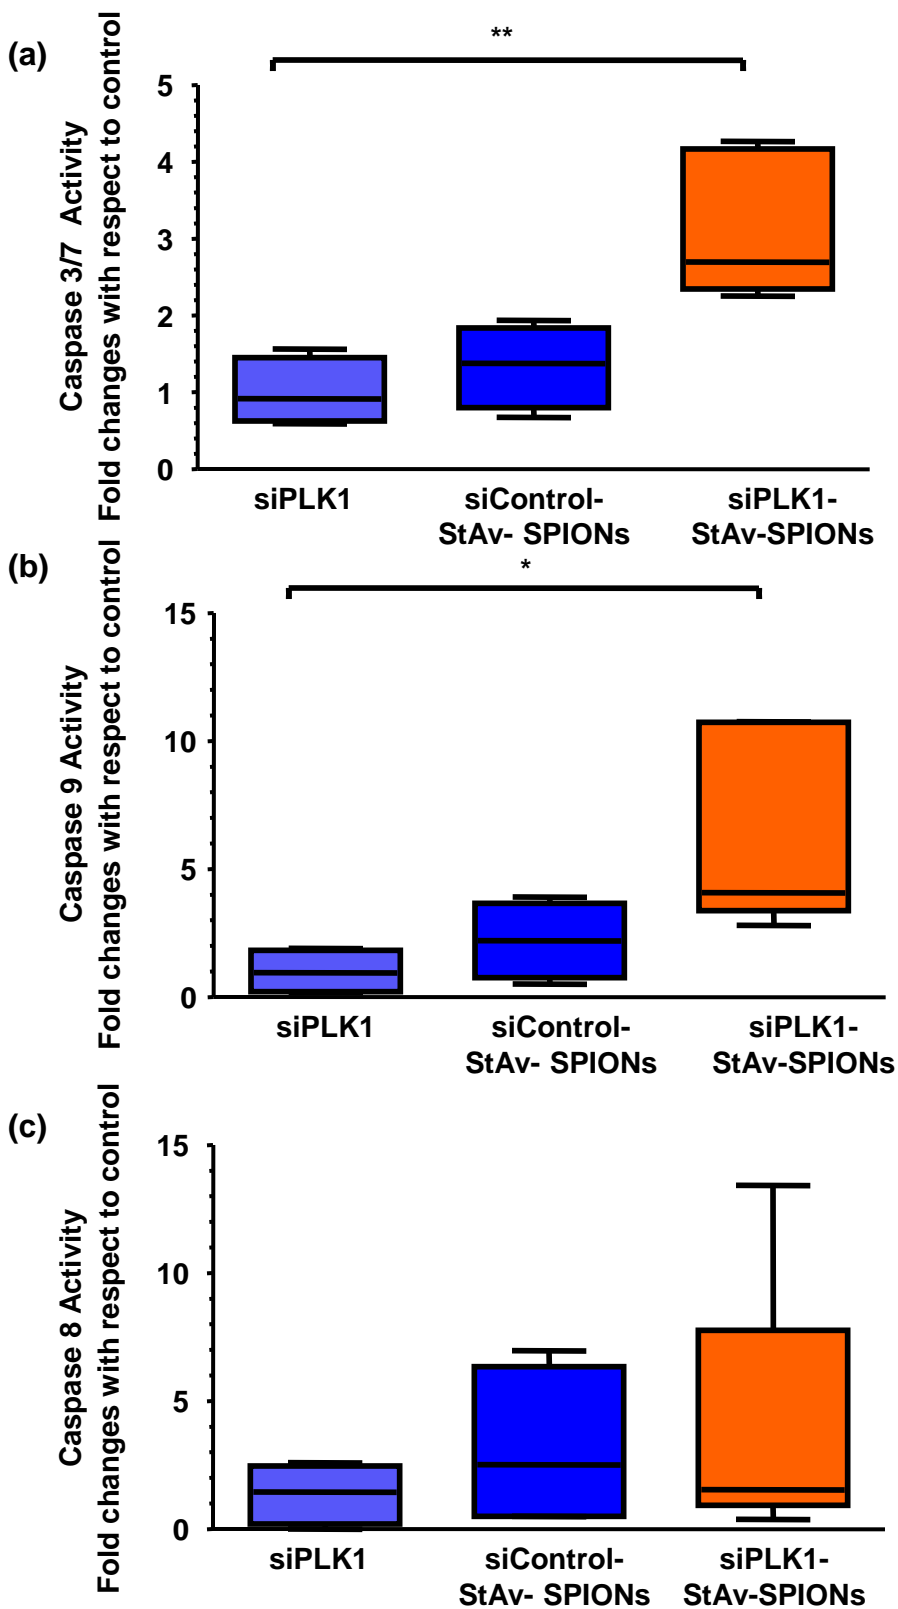 (a)
**
Caspase 3/7 Activity
Fold changes with respect to control
5
4
3
2
1
0
siPLK1
siControl-
StAv- SPIONs
siPLK1-
StAv-SPIONs
(b)
*
Caspase 9 Activity
Fold changes with respect to control
15
10
5
0
siPLK1
siControl-
StAv- SPIONs
siPLK1-
StAv-SPIONs
(c)
Caspase 8 Activity
Fold changes with respect to control
15
10
5
0
siPLK1
siControl-
StAv- SPIONs
siPLK1-
StAv-SPIONs